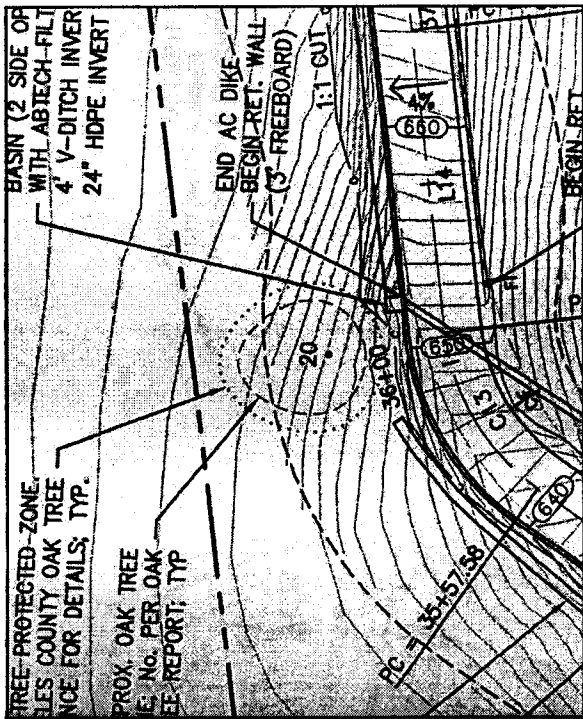 BASIN (2 SIDE OP
WITH ABTECH-FILT
4' V-DITCH INVER
24" HDPE INVERT
END AC DIKE
BEGIN RET. WALL
(3' FREEBOARD)
1:1 CUT
TREE-PROTECTED-ZONE.
LES COUNTY OAK TREE
NCE FOR DETAILS; TYP.
PROX. OAK TREE
E; No. PER OAK
EE REPORT; TYP
20
36+00
4%
660
L14
650
C13
640
PC = 35+57.58
BEGIN RET